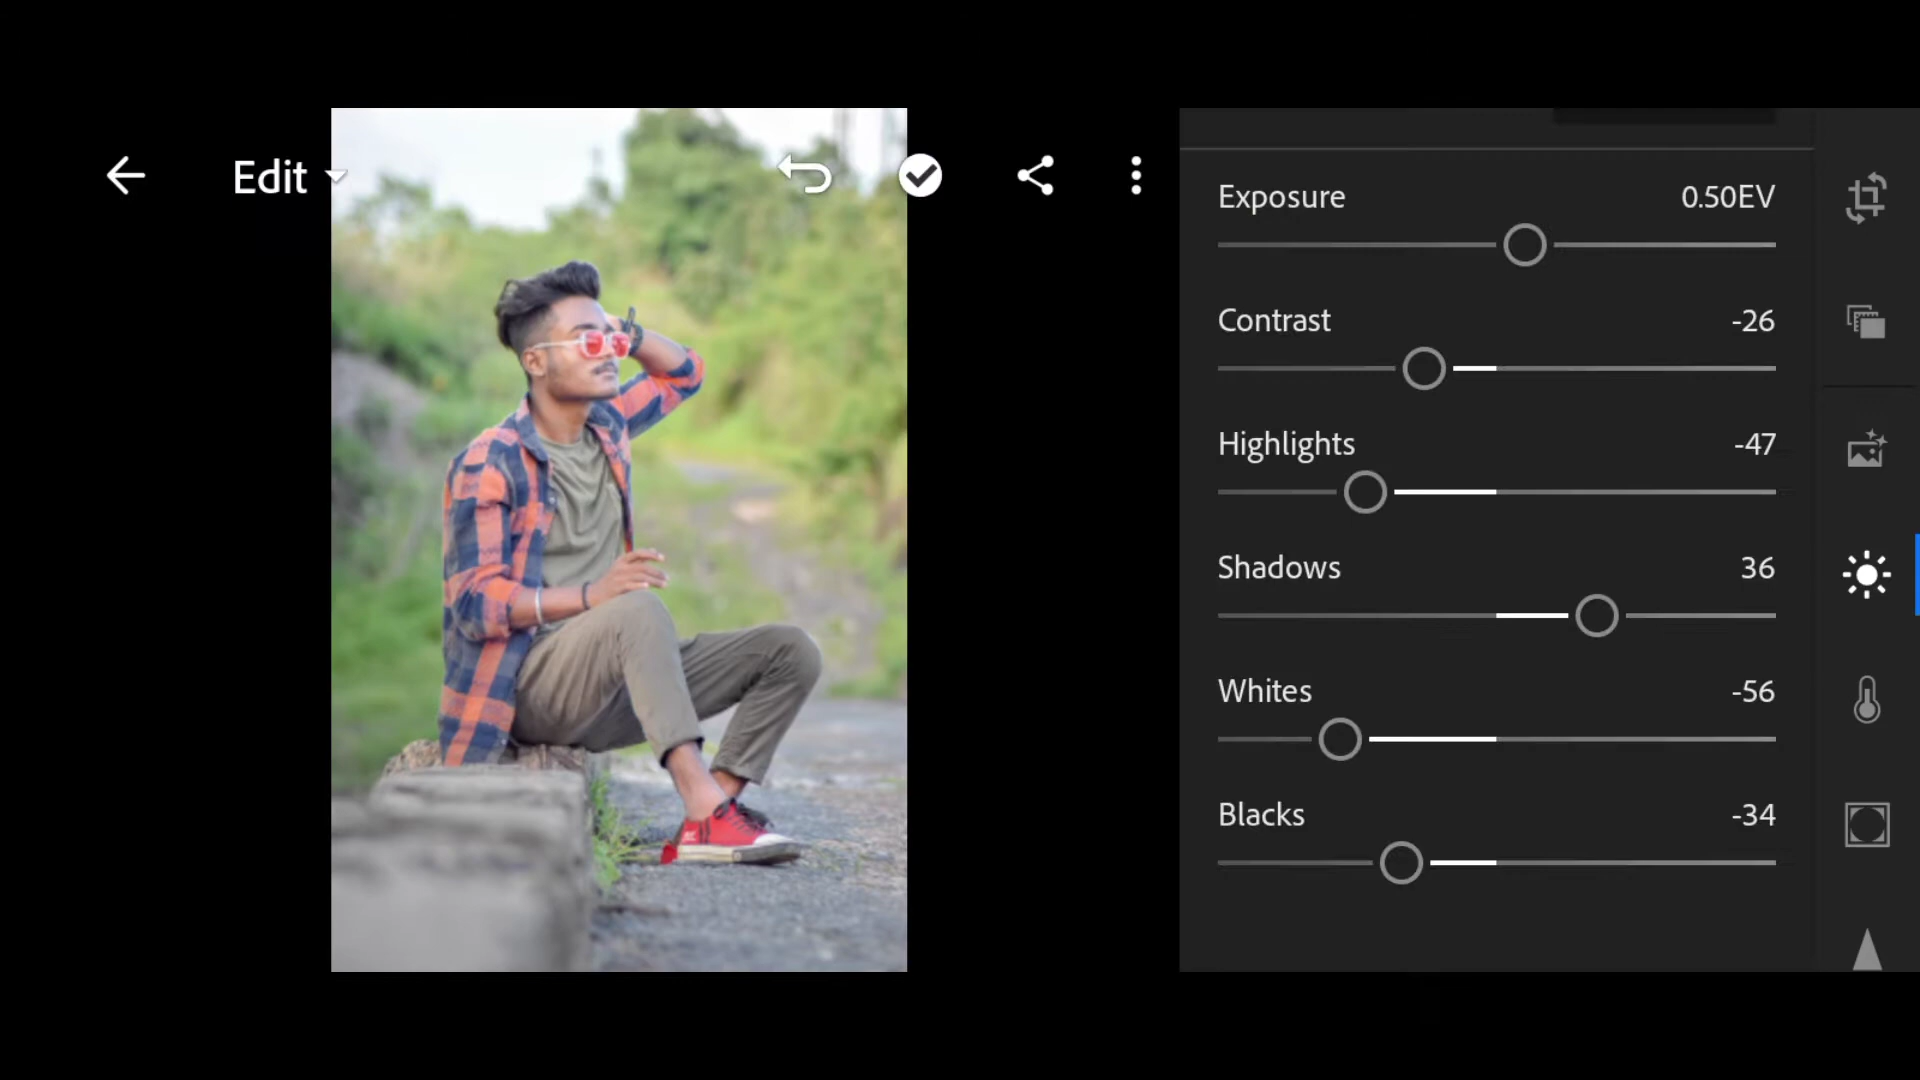 Edit
Exposure 0.50EV
Contrast -26
Highlights -47
Shadows 36
Whites -56
Blacks -34